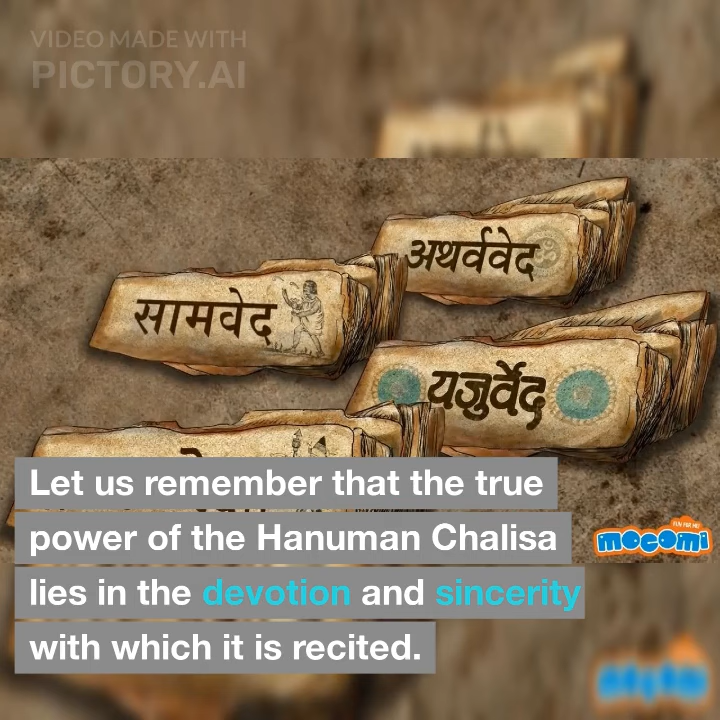 VIDEO MADE WITH
PICTORY.AI
अथर्ववेद
सामवेद
यजुर्वेद
Let us remember that the true
power of the Hanuman Chalisa
lies in the devotion and sincerity
with which it is recited.
FUN FOR ME!
mocomi